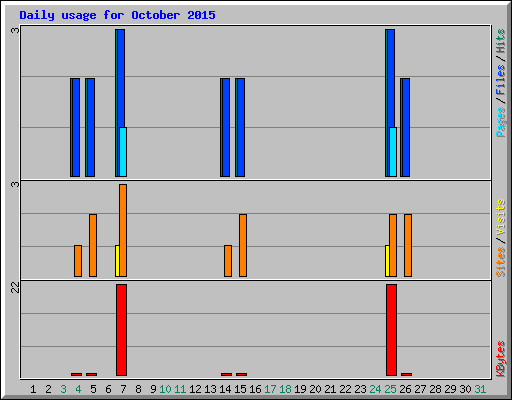 Daily usage for October 2015
3
Pages / Files / Hits
3
Sites / Visits
22
KBytes
1 2 3 4 5 6 7 8 9 10 11 12 13 14 15 16 17 18 19 20 21 22 23 24 25 26 27 28 29 30 31